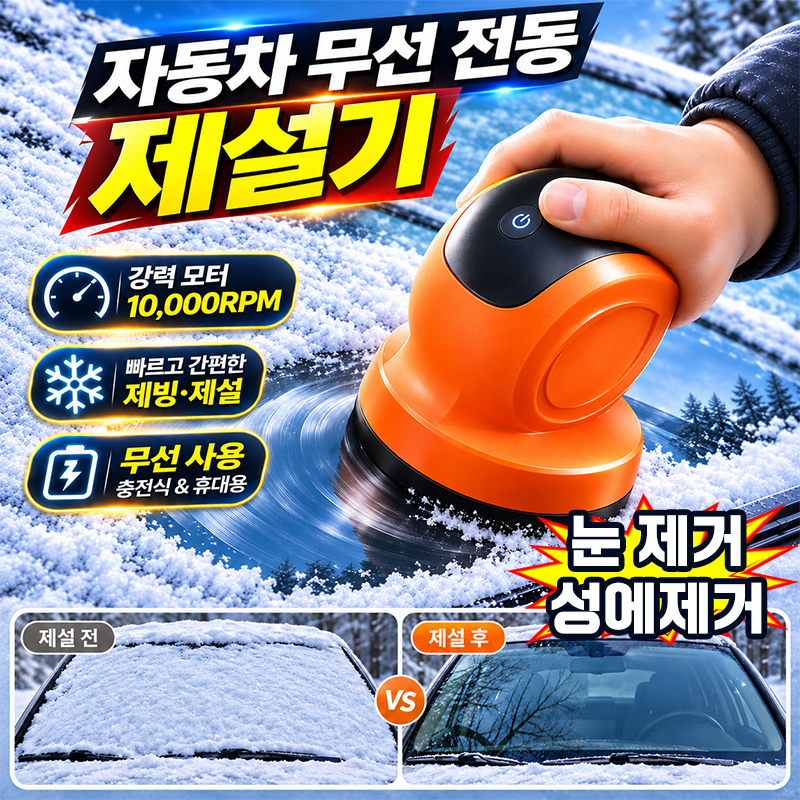 자동차 무선 전동
제설기
강력 모터
10,000RPM
빠르고 간편한
제빙·제설
무선 사용
충전식 & 휴대용
눈 제거
성에제거
제설 전
VS
제설 후